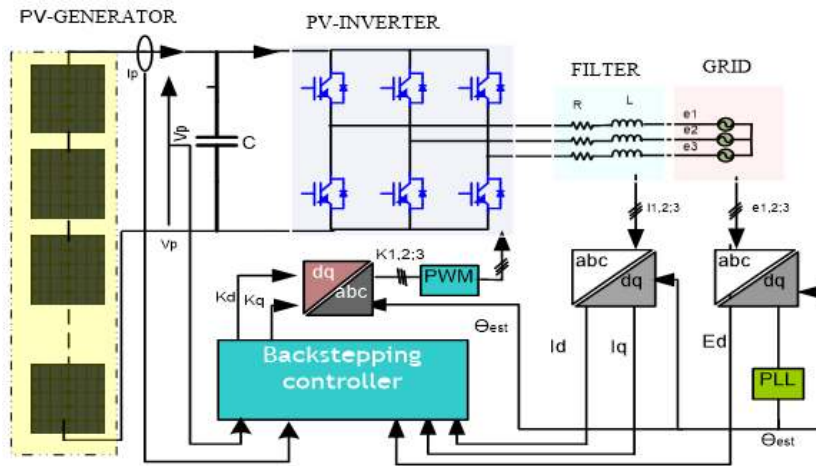 PV-GENERATOR
PV-INVERTER
FILTER
GRID
Ip
Vp
C
R
L
e1
e2
e3
Vp
I1,2;3
e1,2;3
K1,2;3
dq
abc
PWM
abc
dq
abc
dq
Kd
Kq
Θest
Id
Iq
Ed
PLL
Backstepping
controller
Θest